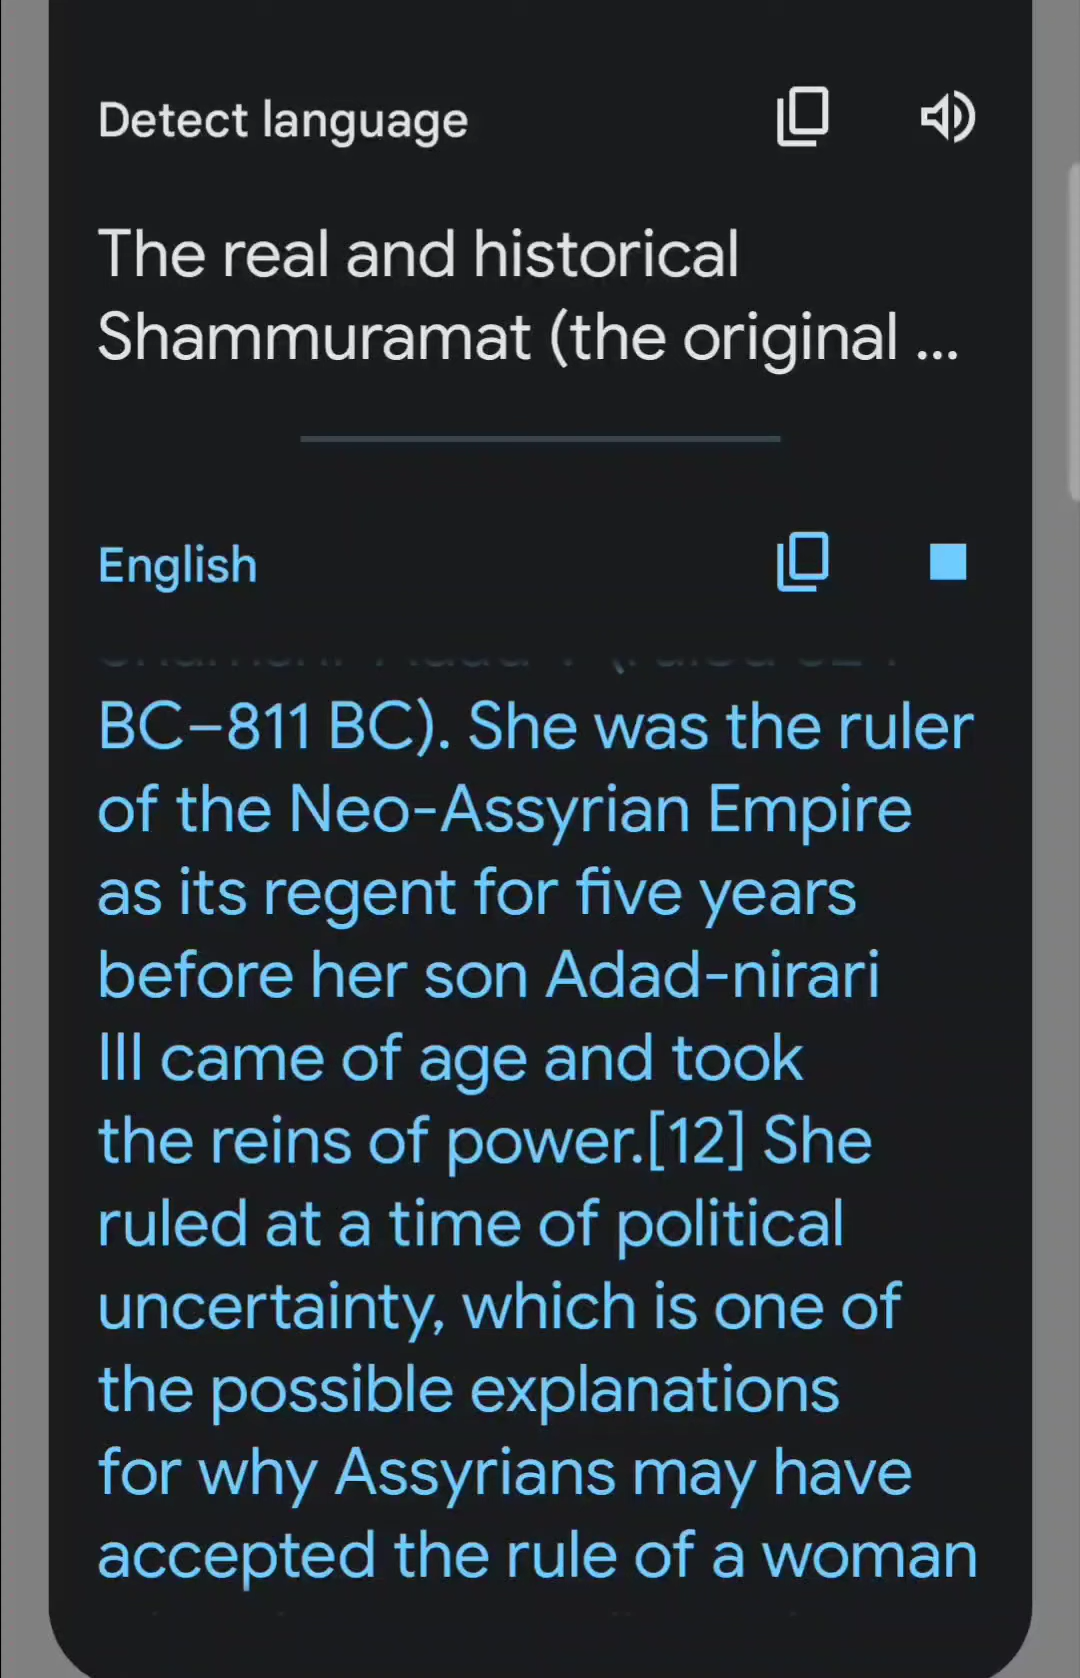 Detect language
The real and historical
Shammuramat (the original ...
English
BC–811 BC). She was the ruler
of the Neo-Assyrian Empire
as its regent for five years
before her son Adad-nirari
III came of age and took
the reins of power.[12] She
ruled at a time of political
uncertainty, which is one of
the possible explanations
for why Assyrians may have
accepted the rule of a woman